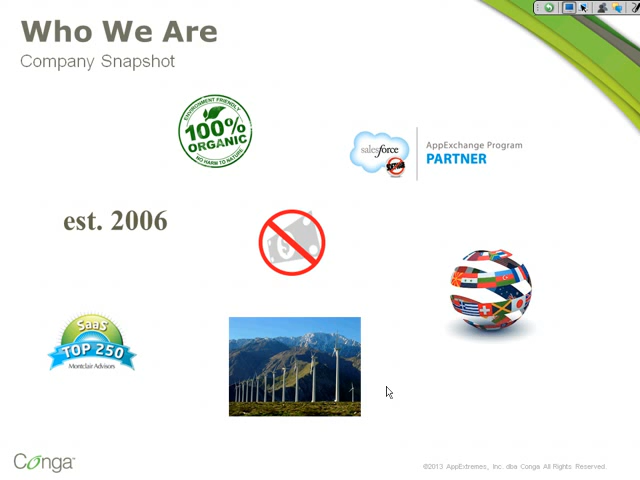 Who We Are
Company Snapshot
ENVIRONMENT FRIENDLY
100%
ORGANIC
NO HARM TO NATURE
salesforce
AppExchange Program
PARTNER
est. 2006
$
SaaS
TOP 250
Montclair Advisors
Conga
©2013 AppExtremes, Inc. dba Conga. All Rights Reserved.